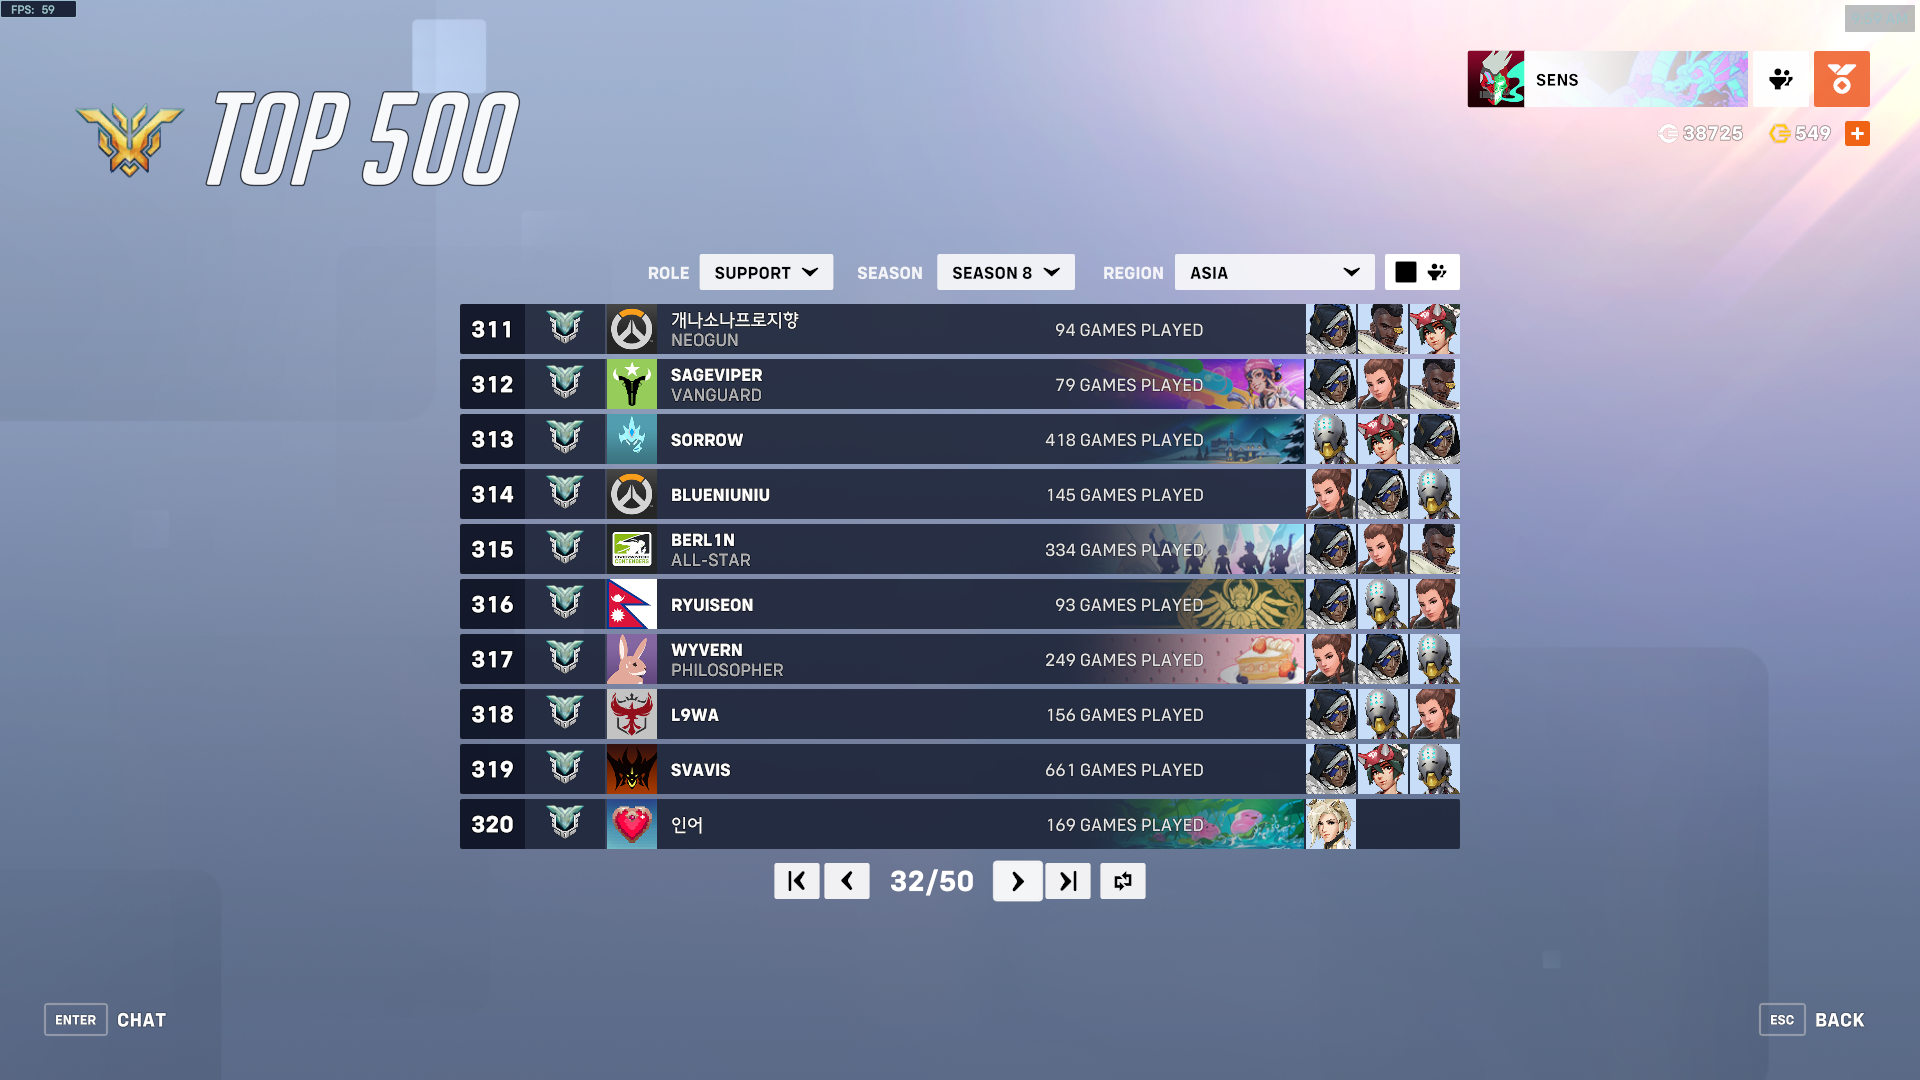 FPS: 59
TOP 500
SENS
38725
549
ROLE SUPPORT SEASON SEASON 8 REGION ASIA
311 개나소나프로지향 94 GAMES PLAYED
NEOGUN
312 SAGEVIPER 79 GAMES PLAYED
VANGUARD
313 SORROW 418 GAMES PLAYED
314 BLUENIUNIU 145 GAMES PLAYED
315 BERL1N 334 GAMES PLAYED
ALL-STAR
316 RYUISEON 93 GAMES PLAYED
317 WYVERN 249 GAMES PLAYED
PHILOSOPHER
318 L9WA 156 GAMES PLAYED
319 SVAVIS 661 GAMES PLAYED
320 인어 169 GAMES PLAYED
32/50
ENTER CHAT
ESC BACK